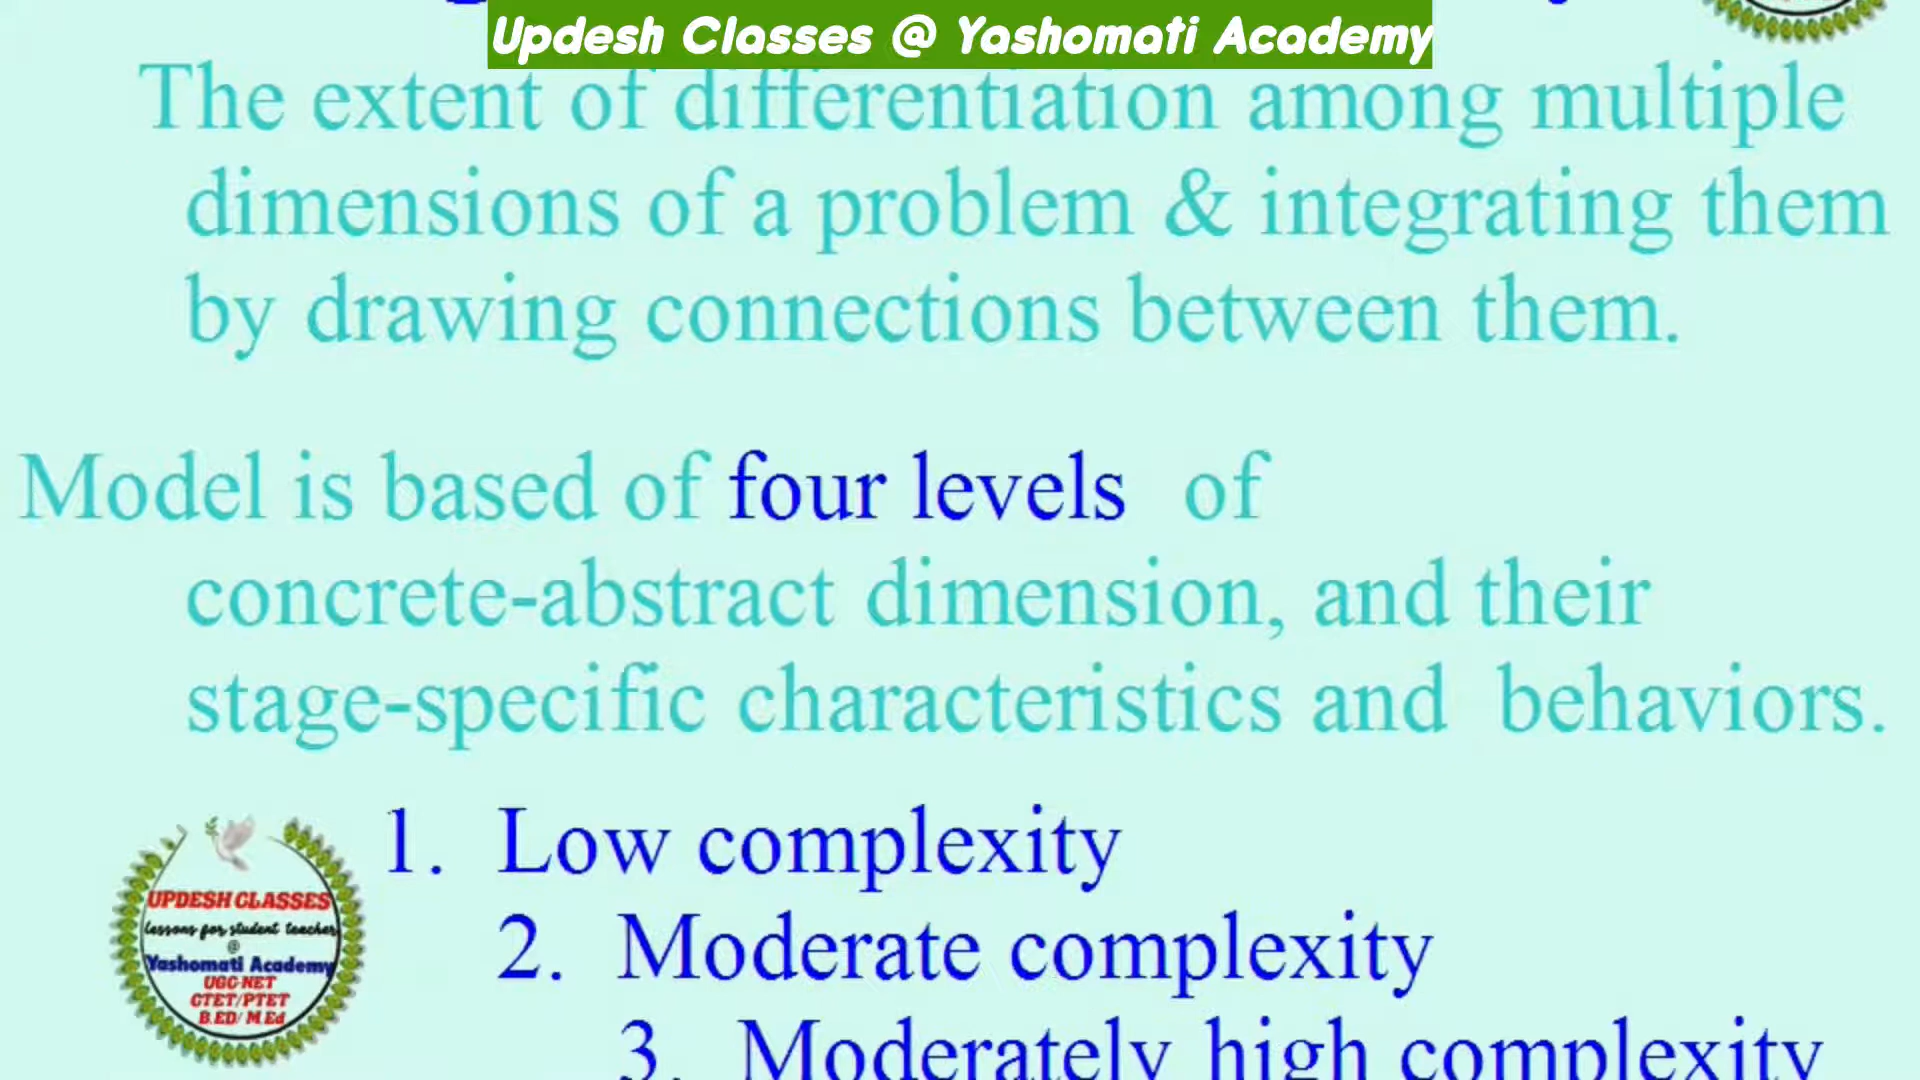 Updesh Classes @ Yashomati Academy
The extent of differentiation among multiple
dimensions of a problem & integrating them
by drawing connections between them.
Model is based of four levels of
concrete-abstract dimension, and their
stage-specific characteristics and behaviors.
1. Low complexity
2. Moderate complexity
3. Moderately high complexity
UPDESH CLASSES
Lessons for student teacher
@
Yashomati Academy
UGC-NET
CTET/PTET
B.ED/ M.Ed